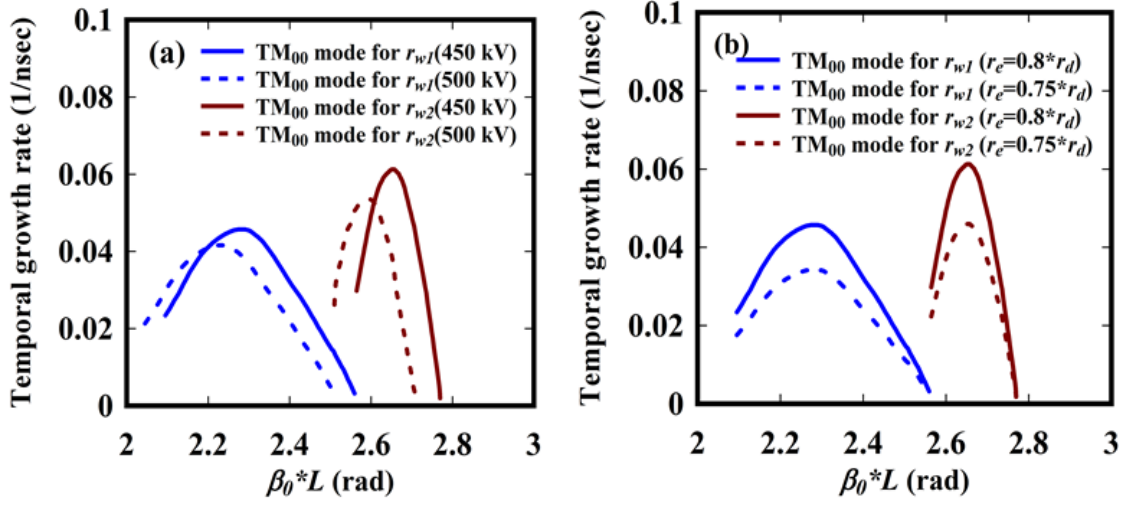 Temporal growth rate (1/nsec)
0.1
0.08
0.06
0.04
0.02
0
(a)
TM00 mode for rw1(450 kV)
TM00 mode for rw1(500 kV)
TM00 mode for rw2(450 kV)
TM00 mode for rw2(500 kV)
2 2.2 2.4 2.6 2.8 3
β0*L (rad)
Temporal growth rate (1/nsec)
0.1
0.08
0.06
0.04
0.02
0
(b)
TM00 mode for rw1 (re=0.8*rd)
TM00 mode for rw1 (re=0.75*rd)
TM00 mode for rw2 (re=0.8*rd)
TM00 mode for rw2 (re=0.75*rd)
2 2.2 2.4 2.6 2.8 3
β0*L (rad)